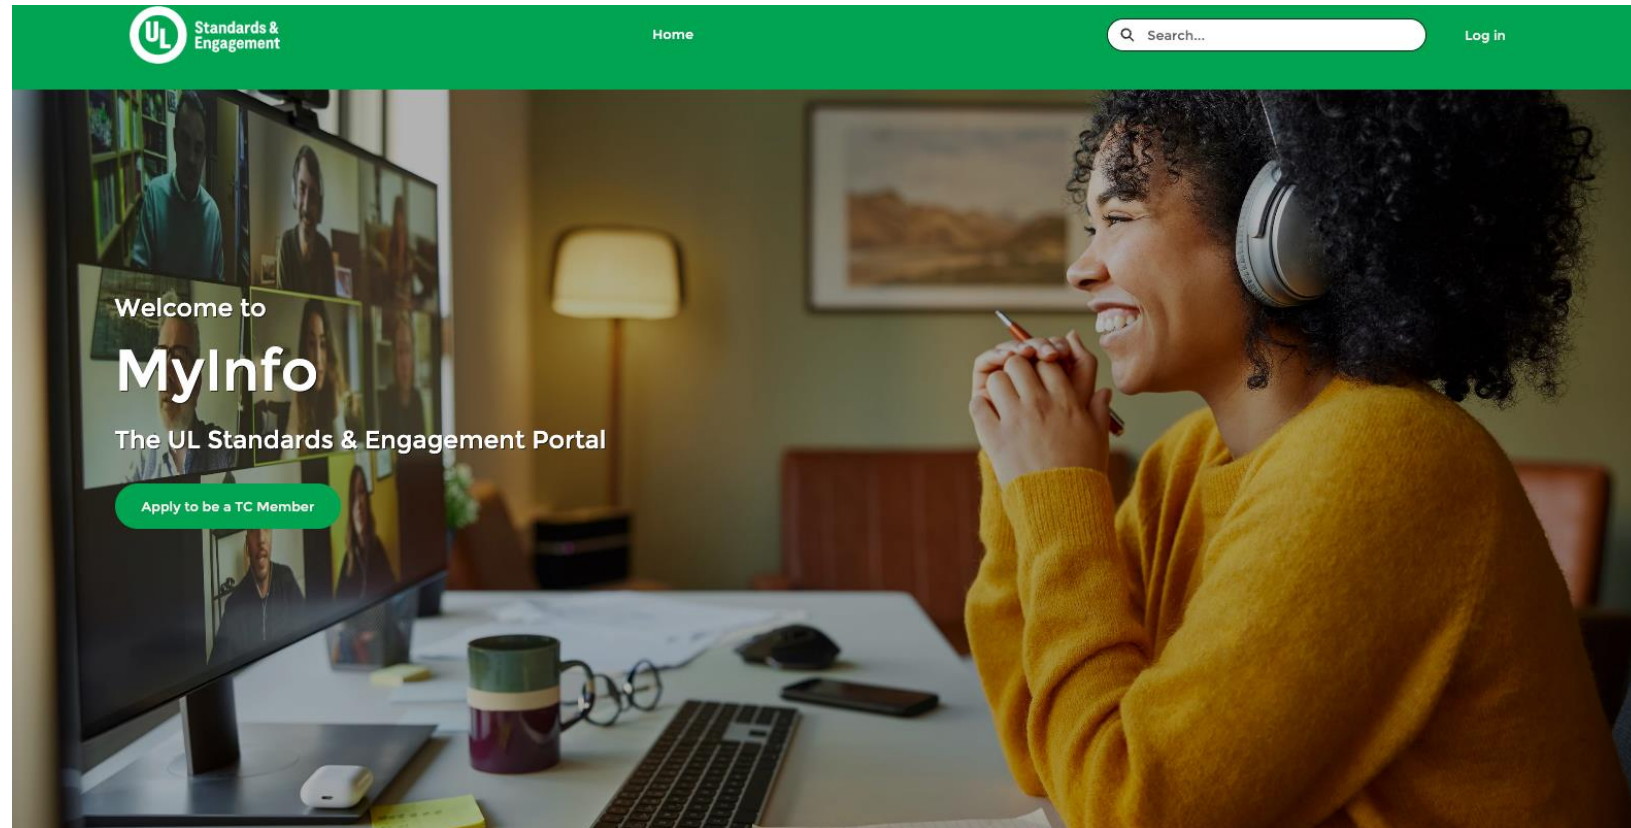 UL
Standards &
Engagement
Home
Search...
Log in
Welcome to
MyInfo
The UL Standards & Engagement Portal
Apply to be a TC Member